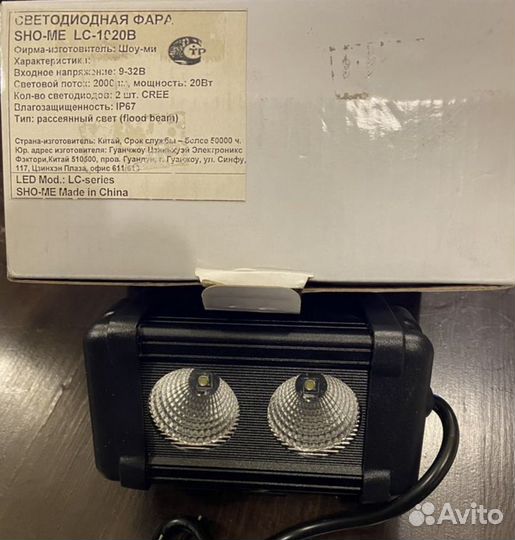 СВЕТОДИОДНАЯ ФАРА
SHO-ME LC-1020B
Фирма-изготовитель: Шоу-ми
Характеристики:
Входное напряжение: 9-32В
Световой поток: 2000лм, мощность: 20Вт
Кол-во светодиодов: 2 шт. CREE
Влагозащищенность: IP67
Тип: рассеянный свет (flood beam)
Страна-изготовитель: Китай, Срок службы – более 50000 ч.
Юр. адрес изготовителя: Гуанчжоу Электроникс
Фэктори,Китай 510500, пров. Гуандун, г. Гуанжоу, ул. Синфу,
117, Цзинхэн Плаза, офис 611/613
LED Mod.: LC-series
SHO-ME Made in China
Avito